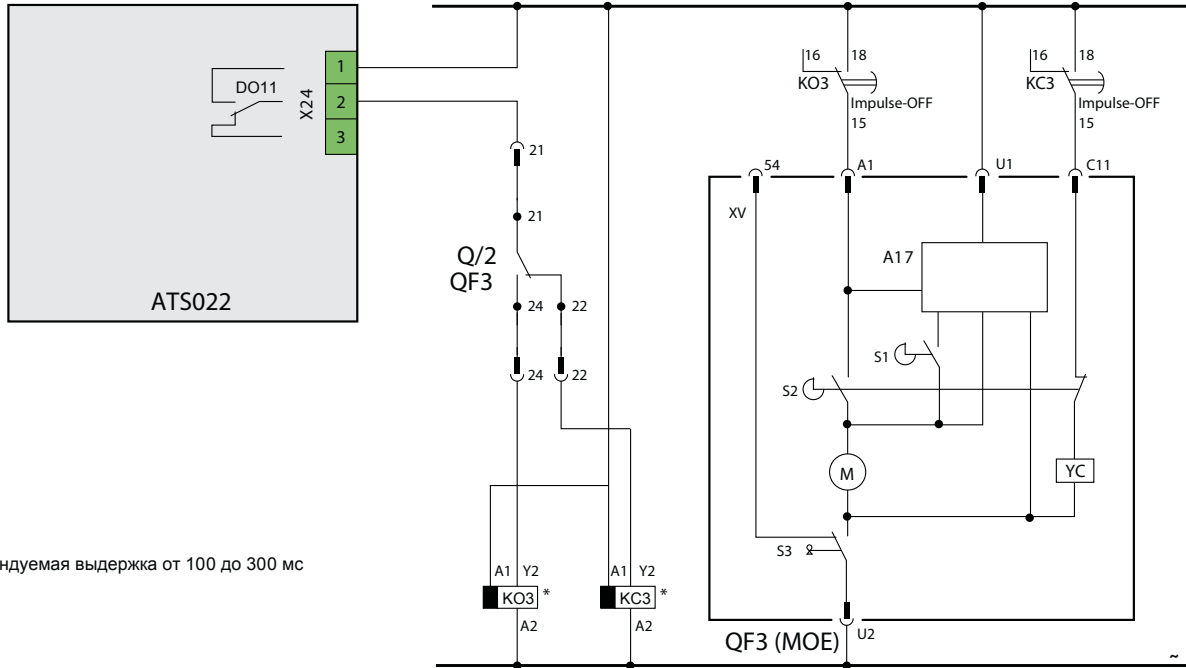 ATS022
DO11
X24
1
2
3
21
21
Q/2
QF3
24
22
24
22
A1 Y2
KO3 *
A2
A1 Y2
KC3 *
A2
ндуемая выдержка от 100 до 300 мс
16 18
KO3
Impulse-OFF
15
16 18
KC3
Impulse-OFF
15
54
A1
U1
C11
XV
A17
S1
S2
M
YC
S3
QF3 (MOE)
U2
~